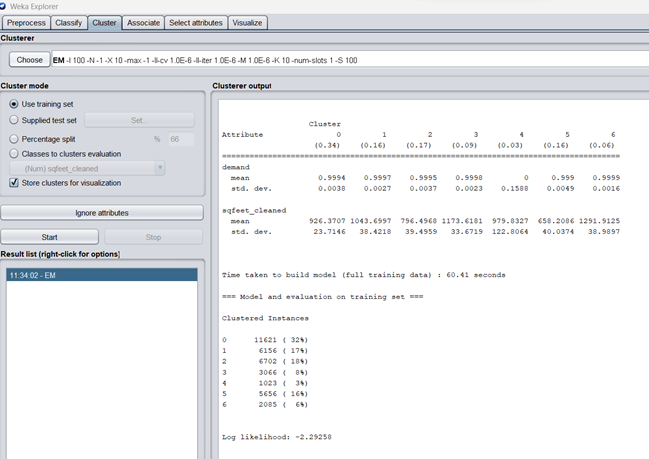 Weka Explorer
Preprocess Classify Cluster Associate Select attributes Visualize
Clusterer
Choose EM -I 100 -N -1 -X 10 -max -1 -ll-cv 1.0E-6 -ll-iter 1.0E-6 -M 1.0E-6 -K 10 -num-slots 1 -S 100
Cluster mode
Use training set
Supplied test set Set...
Percentage split % 66
Classes to clusters evaluation
(Num) sqfeet_cleaned
Store clusters for visualization
Ignore attributes
Start Stop
Result list (right-click for options)
11:34:02 - EM
Clusterer output
Cluster
Attribute 0 1 2 3 4 5 6
(0.34) (0.16) (0.17) (0.09) (0.03) (0.16) (0.06)
==========================================================================
demand
mean 0.9994 0.9997 0.9995 0.9998 0 0.999 0.9999
std. dev. 0.0038 0.0027 0.0037 0.0023 0.1588 0.0049 0.0016
sqfeet_cleaned
mean 926.3707 1043.6997 796.4968 1173.6181 979.8327 658.2086 1291.9125
std. dev. 23.7146 38.4218 39.4959 33.6719 122.8064 40.0374 38.9897
Time taken to build model (full training data) : 60.41 seconds
=== Model and evaluation on training set ===
Clustered Instances
0 11621 ( 32%)
1 6156 ( 17%)
2 6702 ( 18%)
3 3066 ( 8%)
4 1023 ( 3%)
5 5656 ( 16%)
6 2085 ( 6%)
Log likelihood: -2.29258